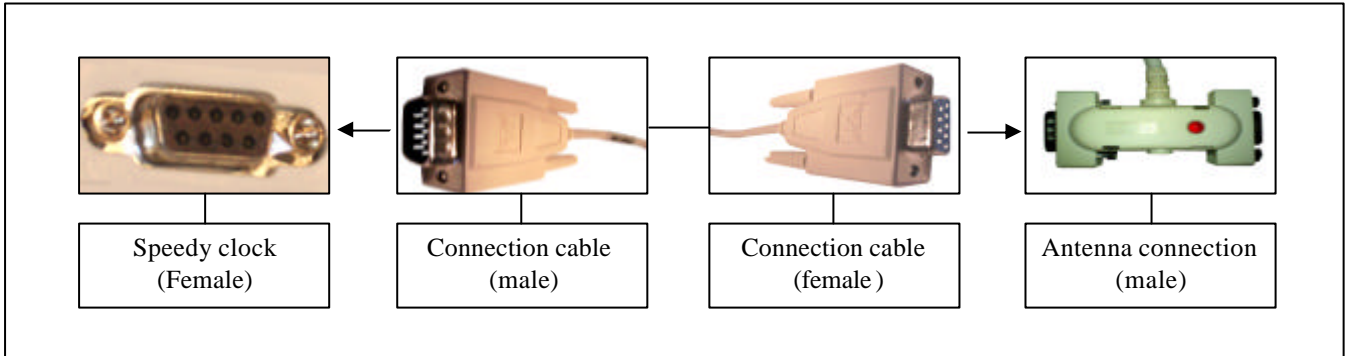 Speedy clock
(Female)
Connection cable
(male)
Connection cable
(female )
Antenna connection
(male)